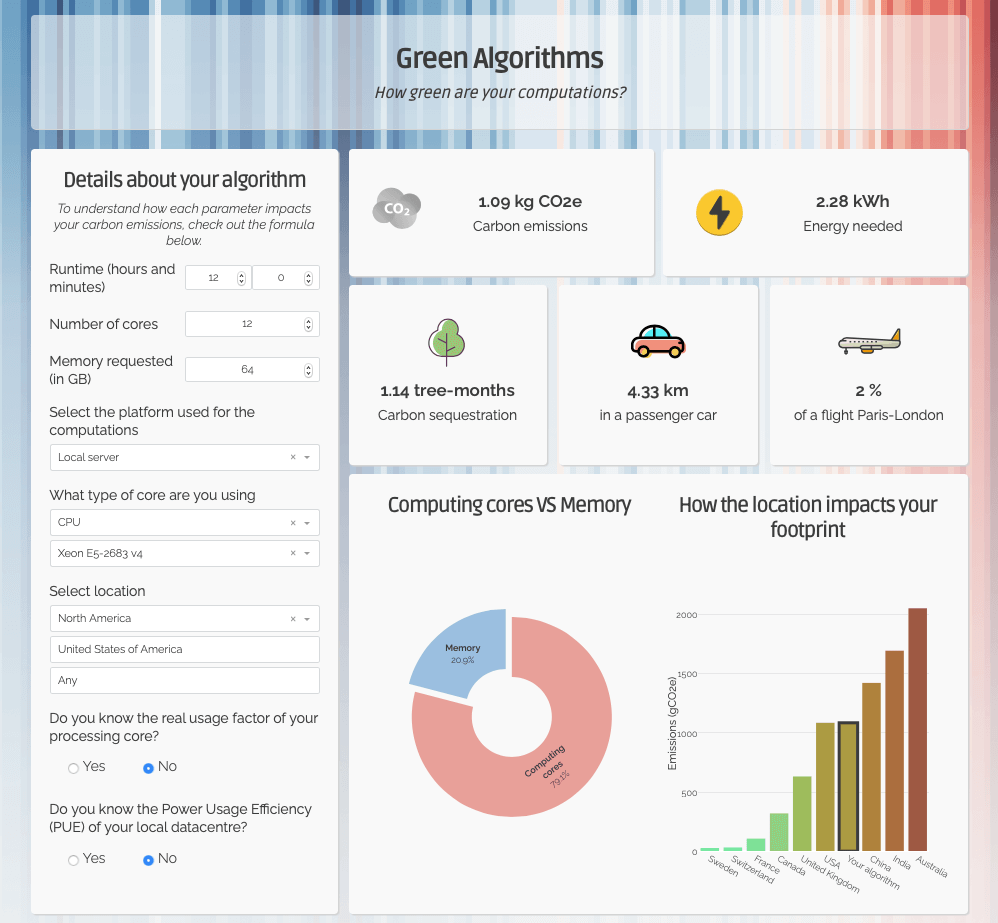 Green Algorithms
How green are your computations?
Details about your algorithm
To understand how each parameter impacts
your carbon emissions, check out the formula
below.
Runtime (hours and
minutes)
12
0
Number of cores
12
Memory requested
(in GB)
64
Select the platform used for the
computations
Local server
What type of core are you using
CPU
Xeon E5-2683 v4
Select location
North America
United States of America
Any
Do you know the real usage factor of your
processing core?
Yes
No
Do you know the Power Usage Efficiency
(PUE) of your local datacentre?
Yes
No
CO2
1.09 kg CO2e
Carbon emissions
2.28 kWh
Energy needed
1.14 tree-months
Carbon sequestration
4.33 km
in a passenger car
2 %
of a flight Paris-London
Computing cores VS Memory
Memory
20.9%
Computing
cores
79.1%
How the location impacts your
footprint
Emissions (gCO2e)
2000
1500
1000
500
0
Sweden
Switzerland
France
Canada
United Kingdom
USA
Your algorithm
China
India
Australia